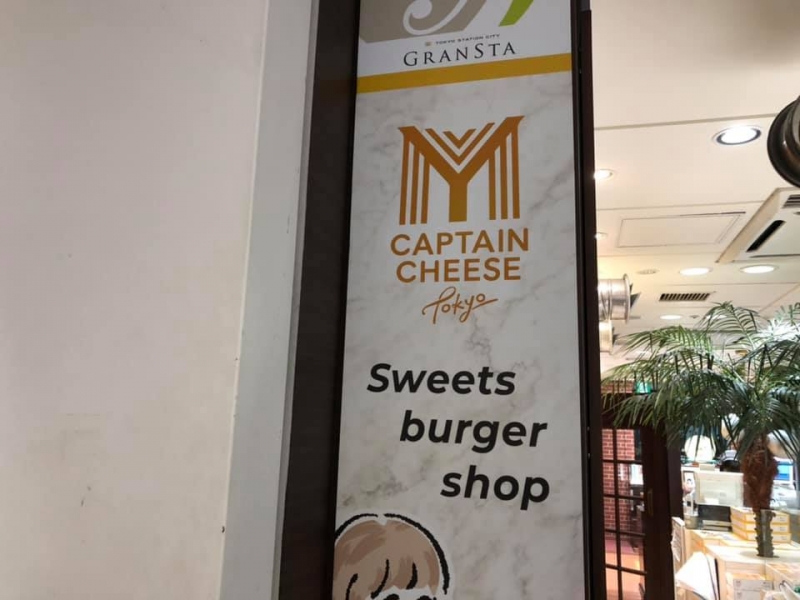 TOKYO STATION CITY
GRANSTA
CAPTAIN
CHEESE
Tokyo
Sweets
burger
shop